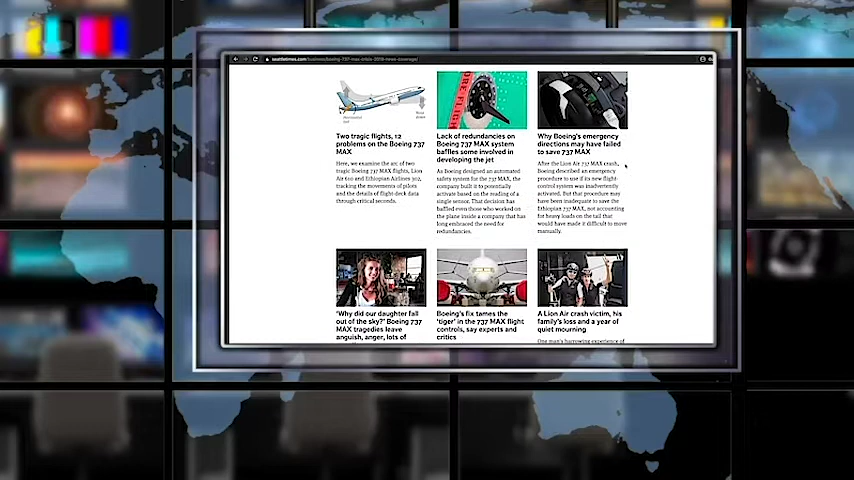 seattletimes.com/business/boeing-737-max-crisis-2019-news-coverage/
Two tragic flights, 12
problems on the Boeing 737
MAX
Here, we examine the arc of two
tragic Boeing 737 MAX flights, Lion
Air 610 and Ethiopian Airlines 302,
tracking the movements of pilots
and the details of flight-deck data
through critical seconds.
Lack of redundancies on
Boeing 737 MAX system
baffles some involved in
developing the jet
As Boeing designed an automated
safety system for the 737 MAX, the
company built it to potentially
activate based on the reading of a
single sensor. That decision has
baffled even those who worked on
the plane inside a company that has
long embraced the need for
redundancies.
Why Boeing's emergency
directions may have failed
to save 737 MAX
After the Lion Air 737 MAX crash,
Boeing described an emergency
procedure to use if its new flight-
control system was inadvertently
activated. But that procedure may
have been inadequate to save the
Ethiopian 737 MAX, not accounting
for heavy loads on the tail that
would have made it difficult to move
manually.
'Why did our daughter fall
out of the sky?' Boeing 737
MAX tragedies leave
anguish, anger, lots of
Boeing's fix tames the
'tiger' in the 737 MAX flight
controls, say experts and
critics
A Lion Air crash victim, his
family's loss and a year of
quiet mourning
One man's harrowing experience of